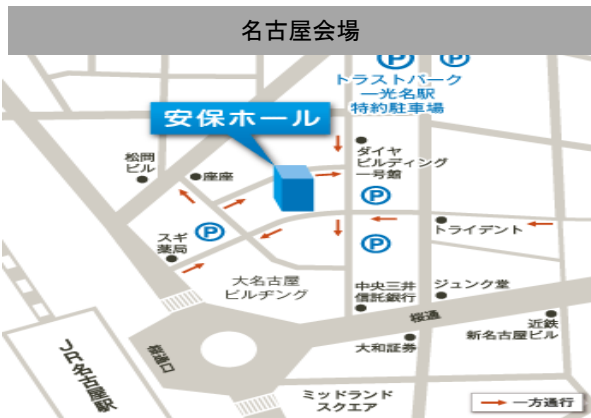 名古屋会場
P
P
トラストパーク
一光名駅
特約駐車場
安保ホール
ダイヤ
ビルディング
一号館
松岡
ビル
座座
P
スギ
薬局
P
P
トライデント
大名古屋
ビルヂング
中央三井
信託銀行
ジュンク堂
桜通
近鉄
新名古屋ビル
大和証券
JR名古屋駅
桜通口
ミッドランド
スクエア
一方通行